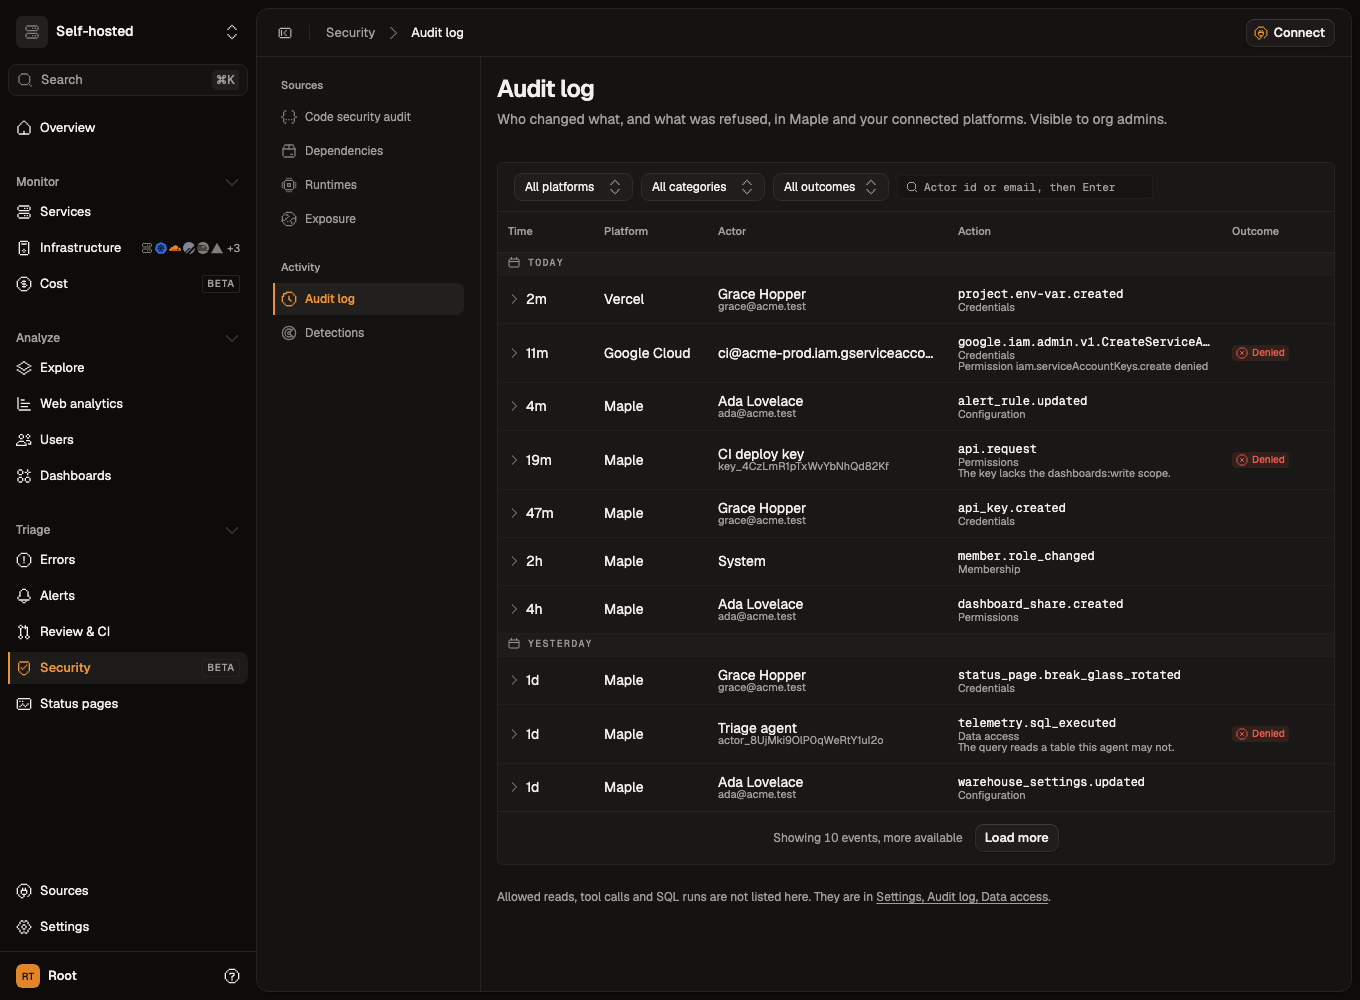 Self-hosted
Search ⌘K
Overview
Monitor
Services
Infrastructure +3
Cost BETA
Analyze
Explore
Web analytics
Users
Dashboards
Triage
Errors
Alerts
Review & CI
Security BETA
Status pages
Sources
Settings
RT Root
Security Audit log
Connect
Sources
Code security audit
Dependencies
Runtimes
Exposure
Activity
Audit log
Detections
Audit log
Who changed what, and what was refused, in Maple and your connected platforms. Visible to org admins.
All platforms All categories All outcomes Actor id or email, then Enter
Time Platform Actor Action Outcome
TODAY
2m Vercel Grace Hopper project.env-var.created
grace@acme.test Credentials
11m Google Cloud ci@acme-prod.iam.gserviceacco… google.iam.admin.v1.CreateServiceA… Denied
Credentials
Permission iam.serviceAccountKeys.create denied
4m Maple Ada Lovelace alert_rule.updated
ada@acme.test Configuration
19m Maple CI deploy key api.request Denied
key_4CzLmR1pTxWvYbNhQd82Kf Permissions
The key lacks the dashboards:write scope.
47m Maple Grace Hopper api_key.created
grace@acme.test Credentials
2h Maple System member.role_changed
Membership
4h Maple Ada Lovelace dashboard_share.created
ada@acme.test Permissions
YESTERDAY
1d Maple Grace Hopper status_page.break_glass_rotated
grace@acme.test Credentials
1d Maple Triage agent telemetry.sql_executed Denied
actor_8UjMki9OlP0qWeRtY1uI2o Data access
The query reads a table this agent may not.
1d Maple Ada Lovelace warehouse_settings.updated
ada@acme.test Configuration
Showing 10 events, more available Load more
Allowed reads, tool calls and SQL runs are not listed here. They are in Settings, Audit log, Data access.